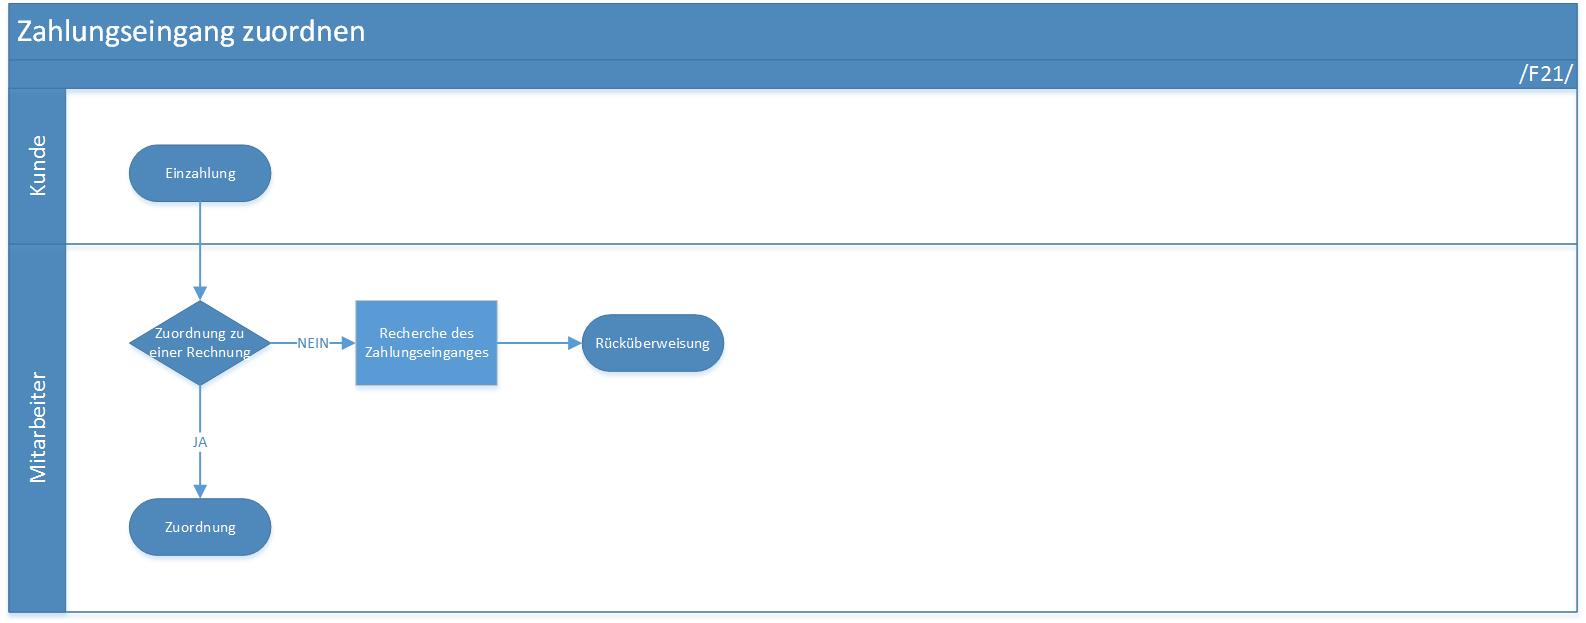 Zahlungseingang zuordnen
/F21/
Kunde
Einzahlung
Mitarbeiter
Zuordnung zu
einer Rechnung
NEIN
Recherche des
Zahlungseinganges
Rücküberweisung
JA
Zuordnung